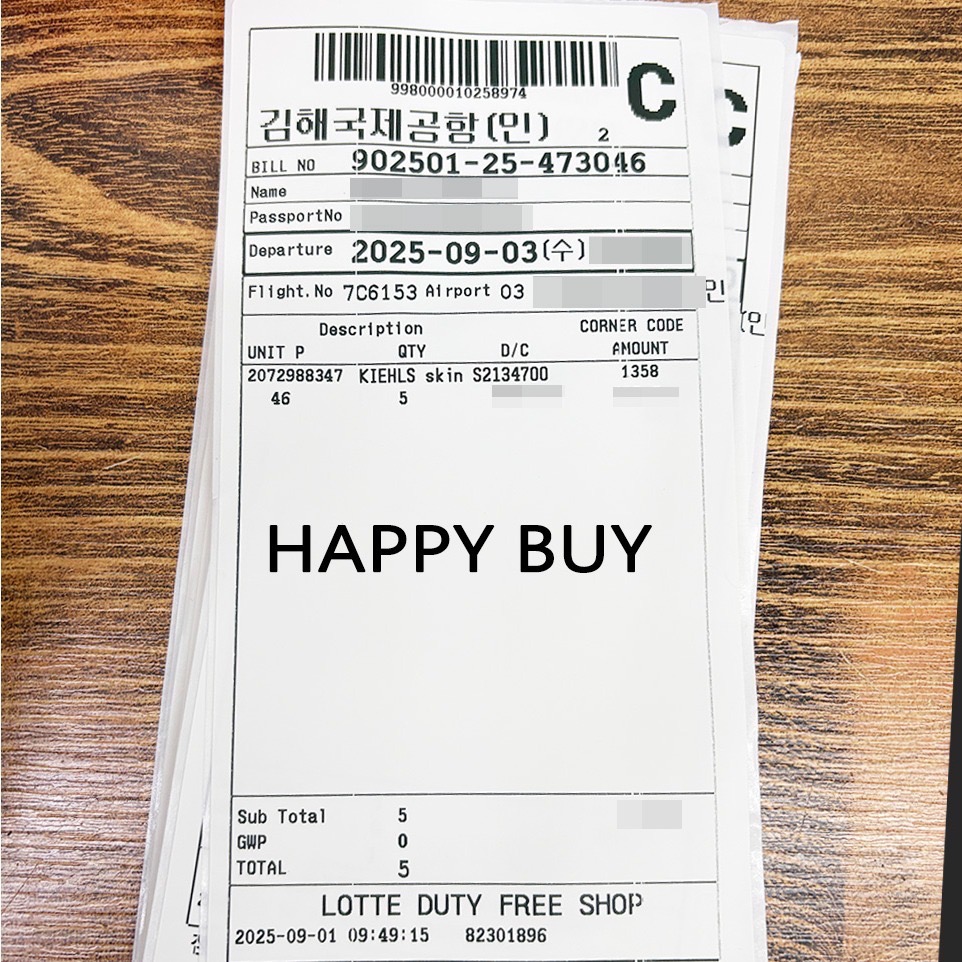 998000010258974
C
김해국제공항(인) 2
BILL NO 902501-25-473046
Name
PassportNo
Departure 2025-09-03(수)
Flight.No 7C6153 Airport 03 인
Description CORNER CODE
UNIT P QTY D/C AMOUNT
2072988347 KIEHLS skin S2134700 1358
46 5
HAPPY BUY
Sub Total 5
GWP 0
TOTAL 5
LOTTE DUTY FREE SHOP
2025-09-01 09:49:15 82301896
C
(인